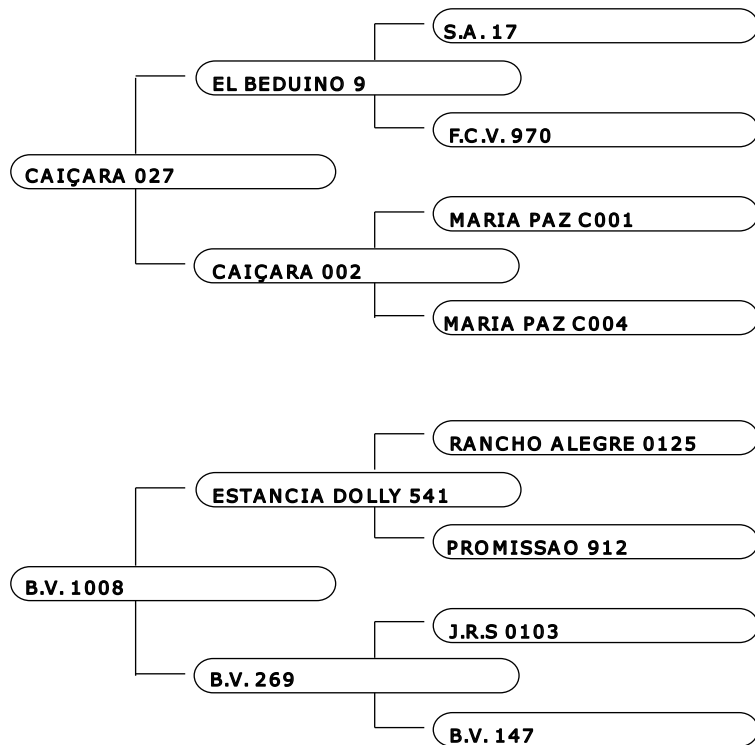 S.A. 17
EL BEDUINO 9
F.C.V. 970
CAIÇARA 027
MARIA PAZ C001
CAIÇARA 002
MARIA PAZ C004
RANCHO ALEGRE 0125
ESTANCIA DOLLY 541
PROMISSAO 912
B.V. 1008
J.R.S 0103
B.V. 269
B.V. 147